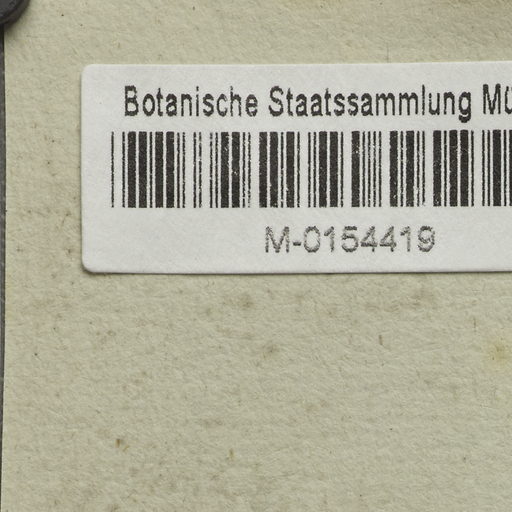 Botanische Staatssammlung Mü
M-0154419